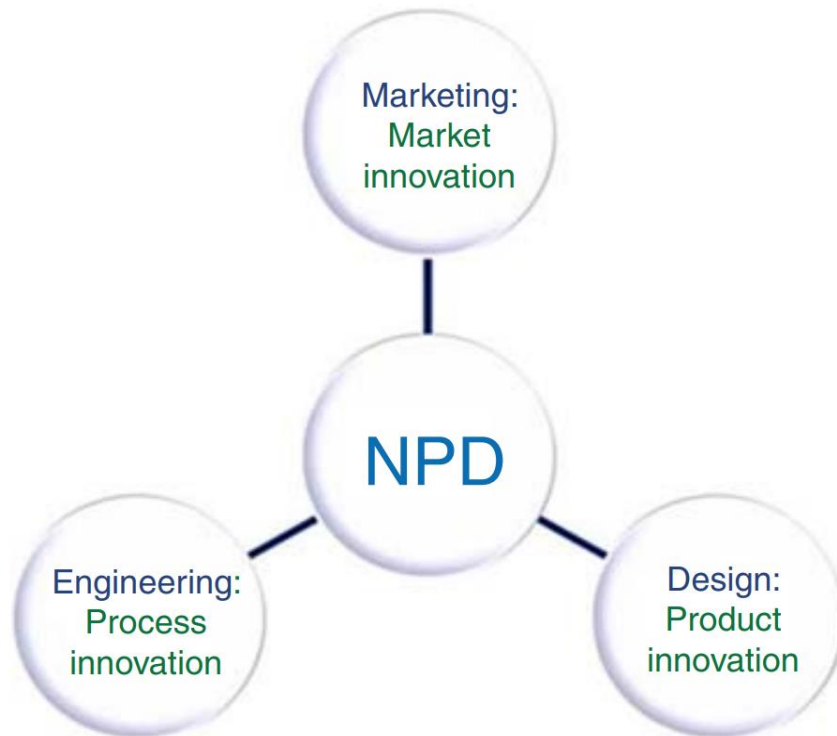 Marketing:
Market
innovation
NPD
Engineering:
Process
innovation
Design:
Product
innovation